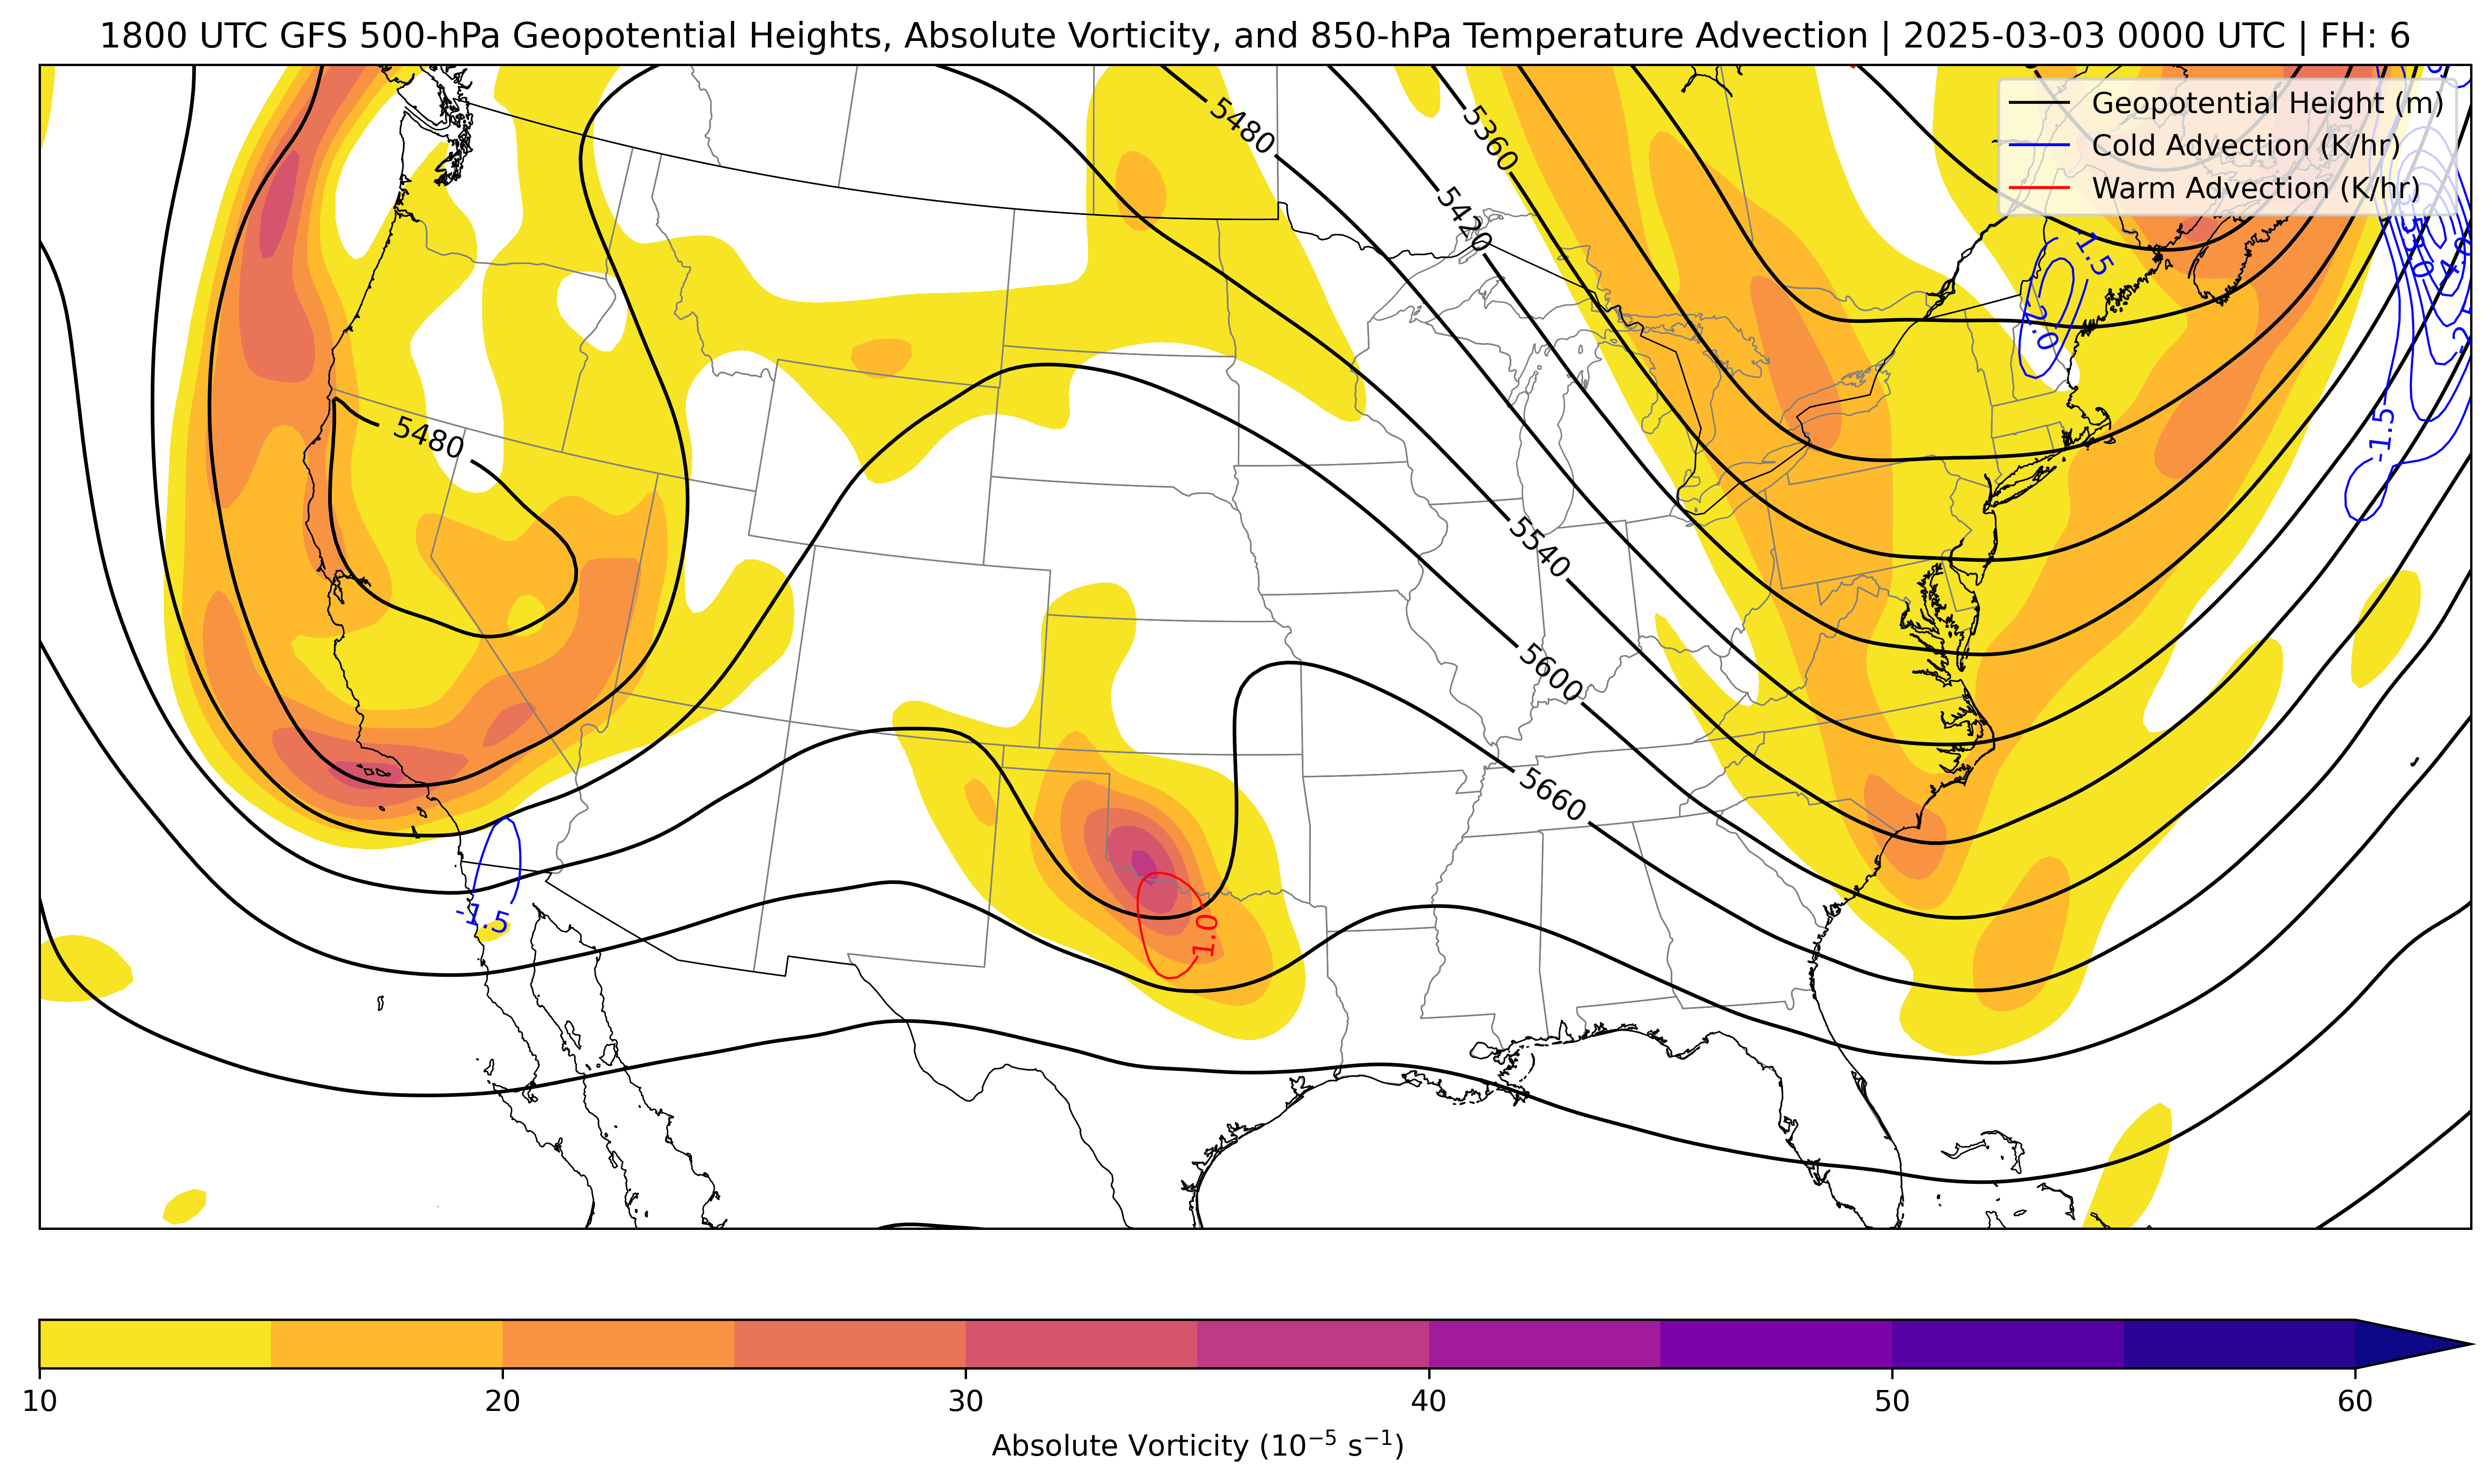 1800 UTC GFS 500-hPa Geopotential Heights, Absolute Vorticity, and 850-hPa Temperature Advection | 2025-03-03 0000 UTC | FH: 6
Geopotential Height (m)
Cold Advection (K/hr)
Warm Advection (K/hr)
5480
5360
5420
-1.5
-2.0
-1.5
5480
5540
5600
5660
-1.5
1.0
10 20 30 40 50 60
Absolute Vorticity (10⁻⁵ s⁻¹)